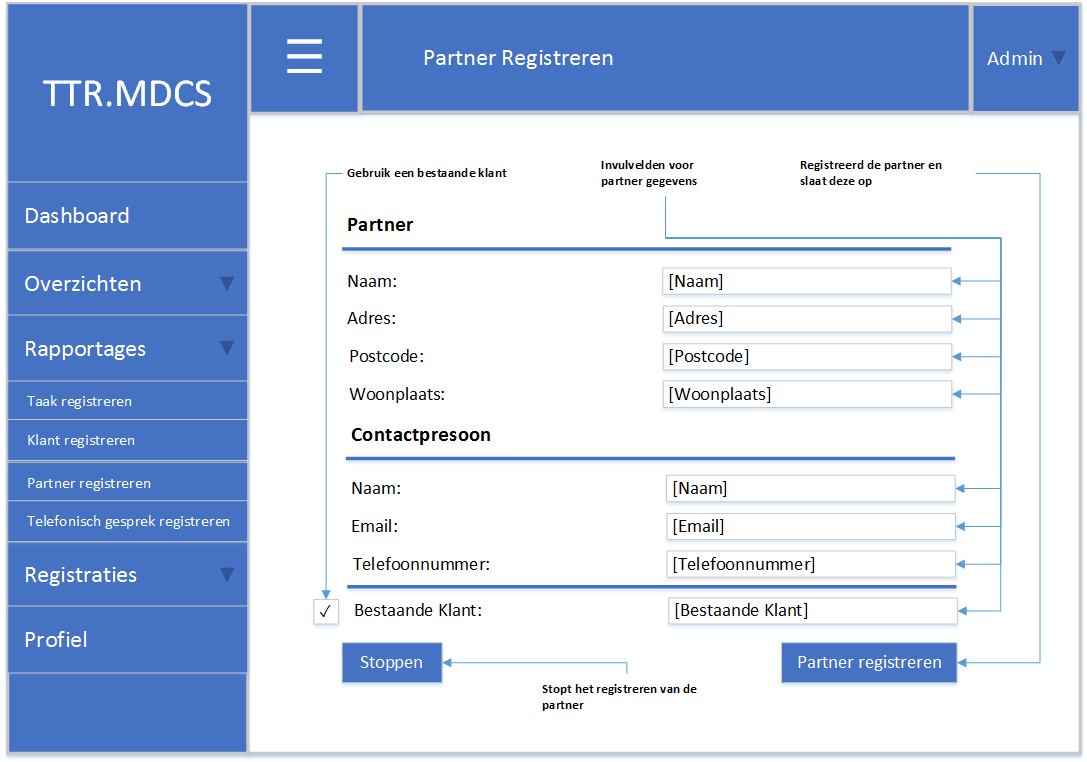 TTR.MDCS
Partner Registreren
Admin
Dashboard
Overzichten
Rapportages
Taak registreren
Klant registreren
Partner registreren
Telefonisch gesprek registreren
Registraties
Profiel
Gebruik een bestaande klant
Invulvelden voor
partner gegevens
Registreerd de partner en
slaat deze op
Partner
Naam:
[Naam]
Adres:
[Adres]
Postcode:
[Postcode]
Woonplaats:
[Woonplaats]
Contactpresoon
Naam:
[Naam]
Email:
[Email]
Telefoonnummer:
[Telefoonnummer]
Bestaande Klant:
[Bestaande Klant]
Stoppen
Partner registreren
Stopt het registreren van de
partner